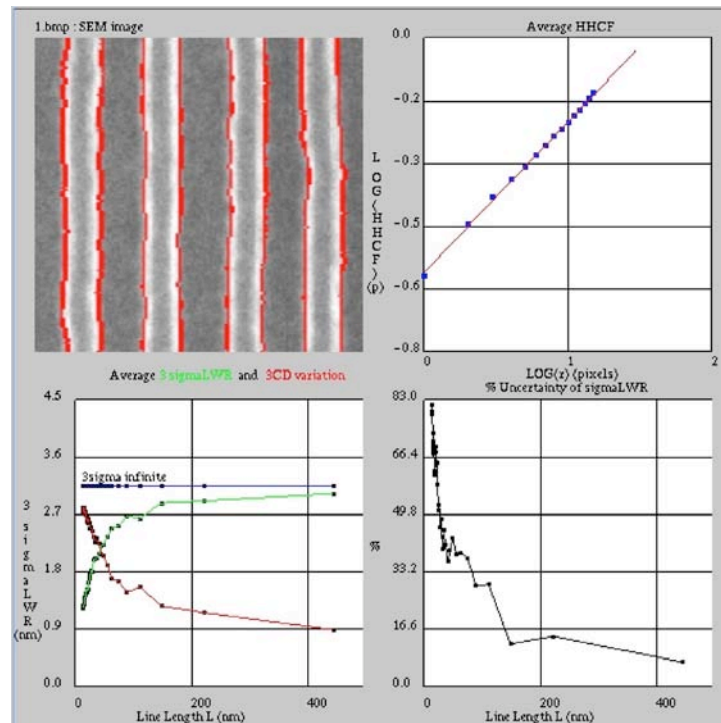 1.bmp : SEM image
Average HHCF
0.0
-0.2
-0.3
-0.5
-0.6
-0.8
LOG(HHCF)(p)
0
1
2
LOG(r) (pixels)
Average 3 sigmaLWR and 3CD variation
% Uncertainty of sigmaLWR
4.5
3.6
2.7
1.8
0.9
0.0
3 sigmaLWR (nm)
3sigma infinite
0
200
400
Line Length L (nm)
83.0
66.4
49.8
33.2
16.6
0.0
%
0
200
400
Line Length L (nm)